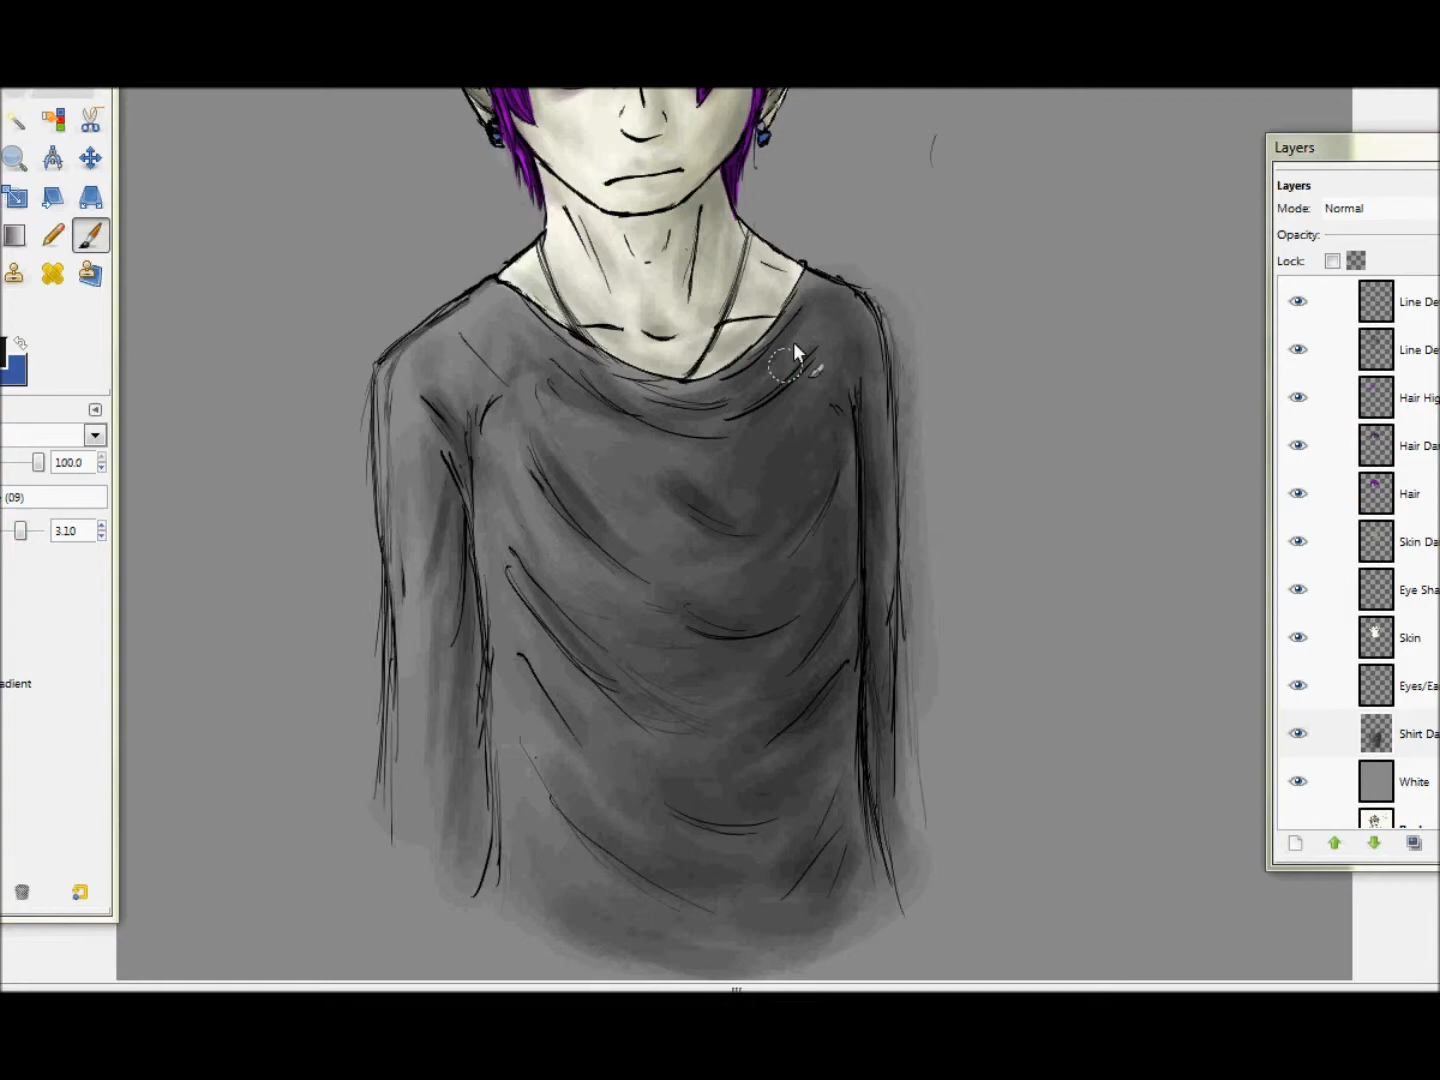 100.0
(09)
3.10
adient
Layers
Layers
Mode: Normal
Opacity:
Lock:
Line De
Line De
Hair Hig
Hair Dar
Hair
Skin Da
Eye Sha
Skin
Eyes/Ea
Shirt Da
White